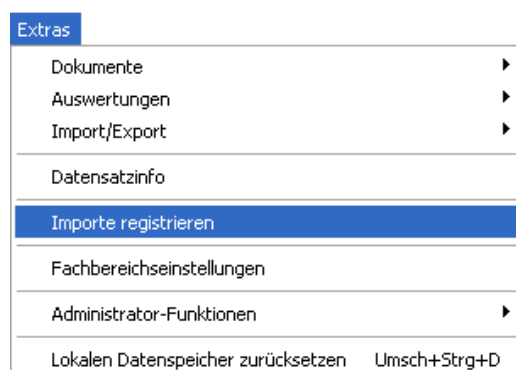 Extras
Dokumente
Auswertungen
Import/Export
Datensatzinfo
Importe registrieren
Fachbereichseinstellungen
Administrator-Funktionen
Lokalen Datenspeicher zurücksetzen Umsch+Strg+D